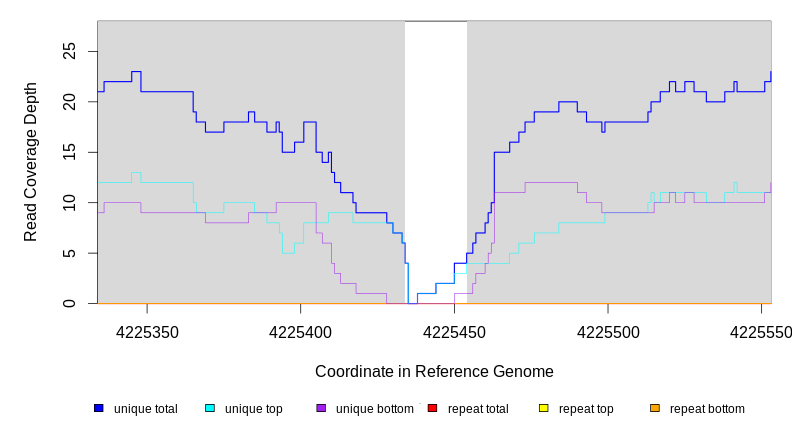 Read Coverage Depth
25
20
15
10
5
0
4225350 4225400 4225450 4225500 4225550
Coordinate in Reference Genome
unique total unique top unique bottom repeat total repeat top repeat bottom